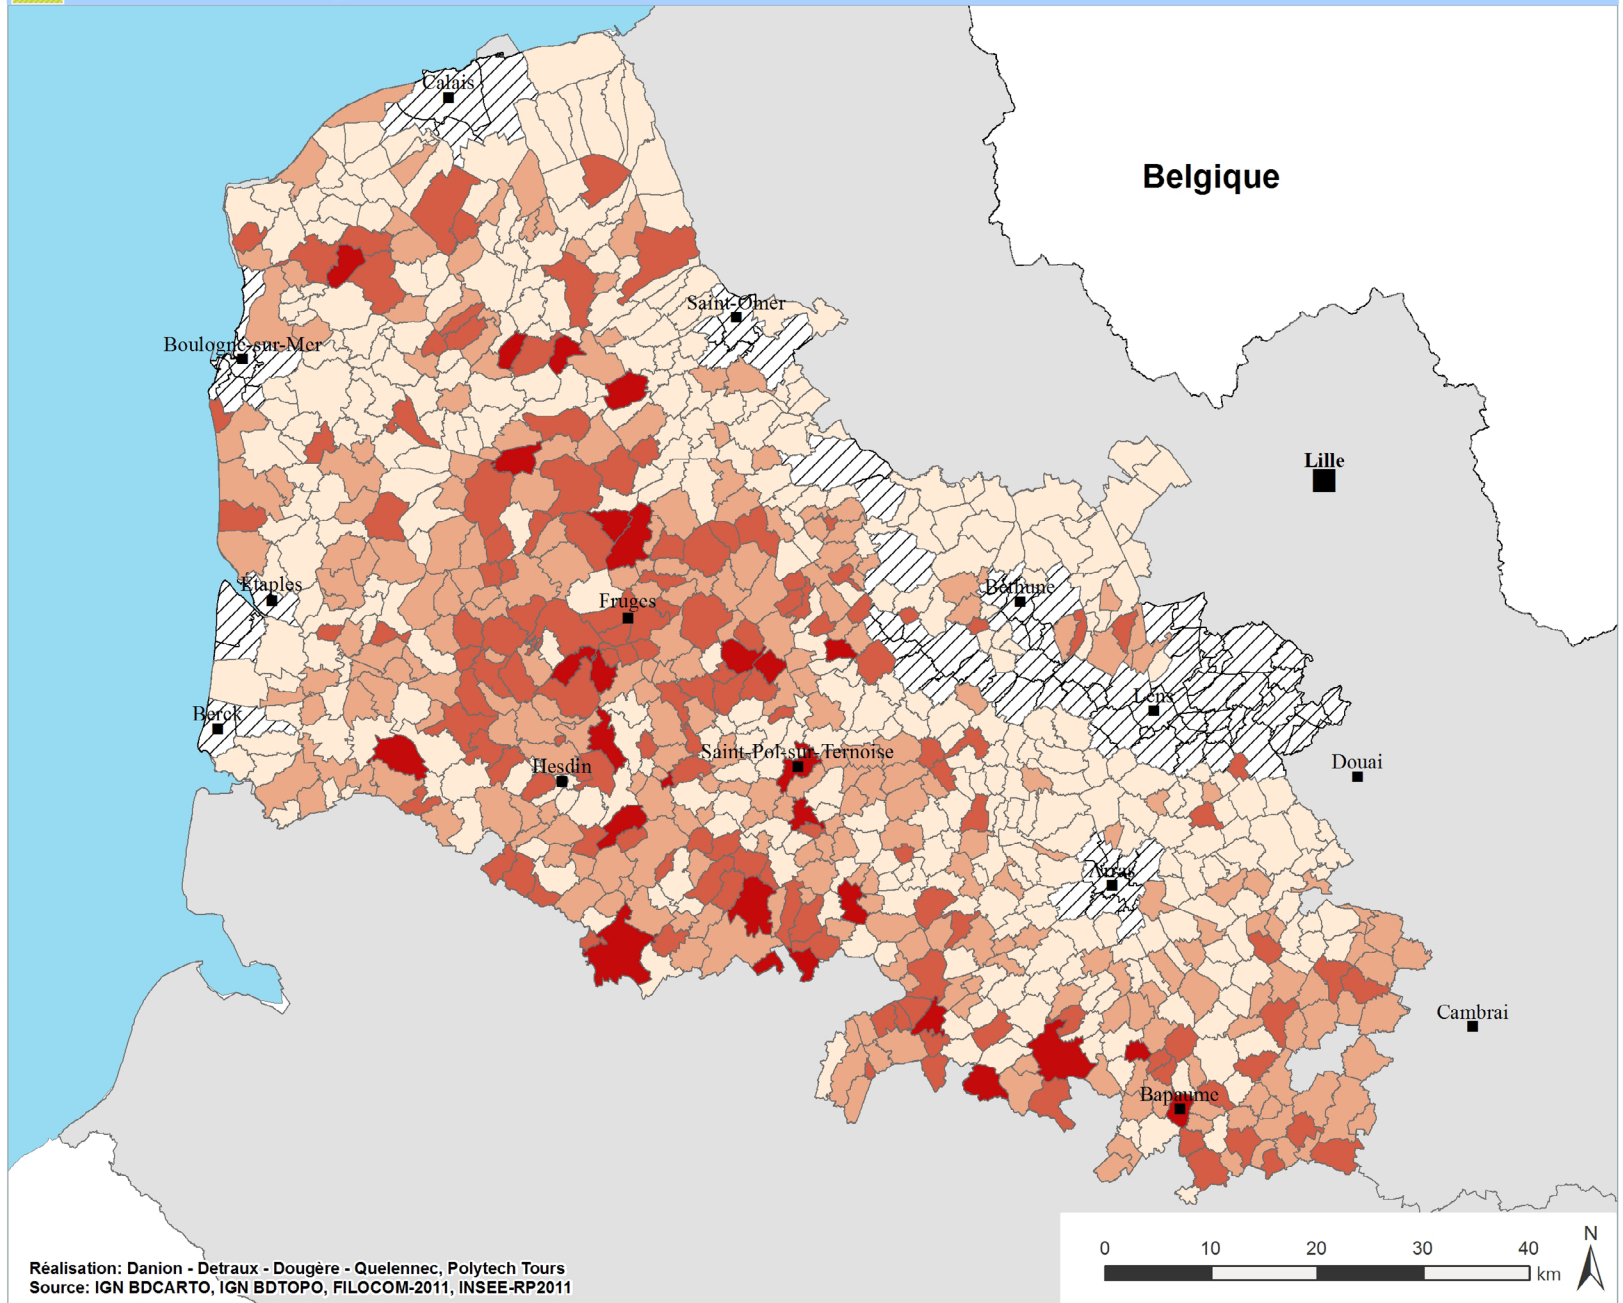 Calais
Belgique
Saint-Omer
Boulogne-sur-Mer
Lille
Etaples
Béthune
Fruges
Lens
Berck
Saint-Pol-sur-Ternoise
Hesdin
Douai
Arras
Cambrai
Bapaume
N
0 10 20 30 40
km
Réalisation: Danion - Detraux - Dougère - Quelennec, Polytech Tours
Source: IGN BDCARTO, IGN BDTOPO, FILOCOM-2011, INSEE-RP2011